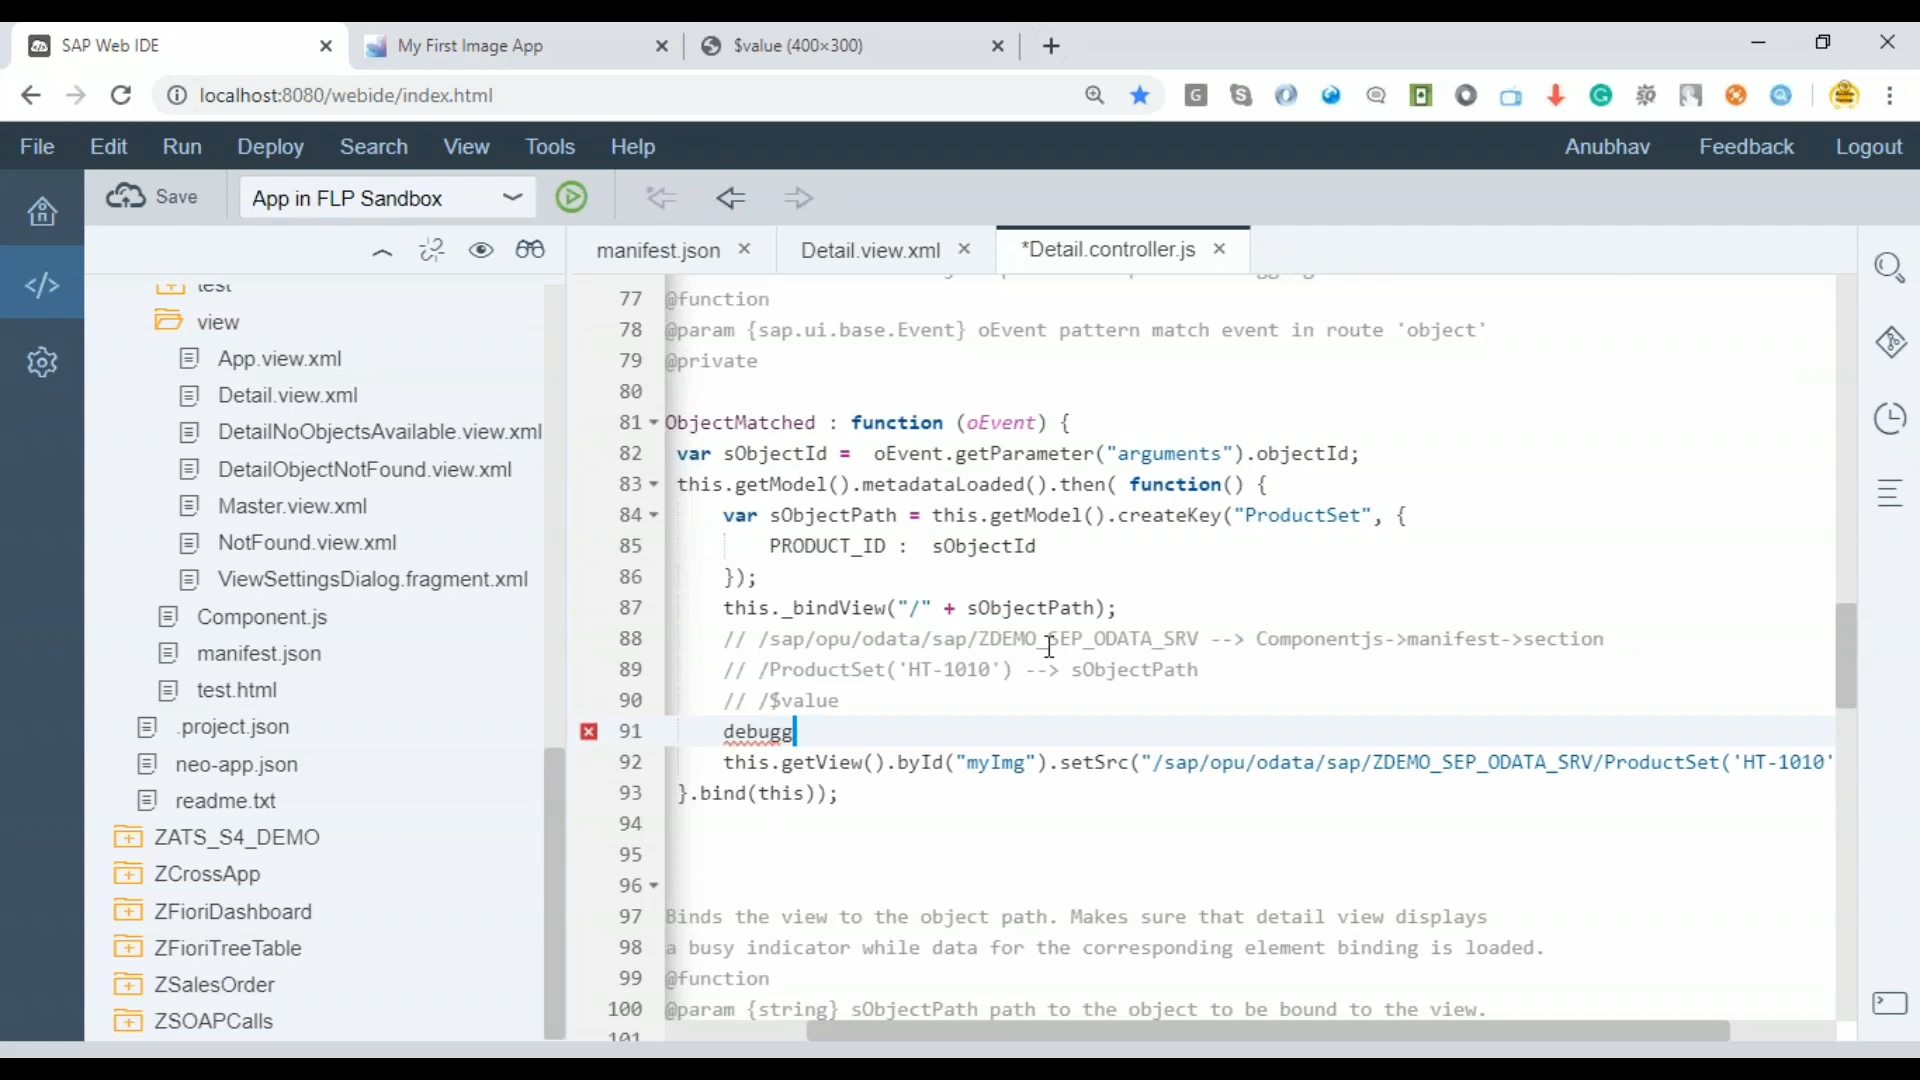 SAP Web IDE
My First Image App
$value (400×300)
localhost:8080/webide/index.html
File Edit Run Deploy Search View Tools Help Anubhav Feedback Logout
Save App in FLP Sandbox
manifest.json
Detail.view.xml
*Detail.controller.js
test
view
App.view.xml
Detail.view.xml
DetailNoObjectsAvailable.view.xml
DetailObjectNotFound.view.xml
Master.view.xml
NotFound.view.xml
ViewSettingsDialog.fragment.xml
Component.js
manifest.json
test.html
.project.json
neo-app.json
readme.txt
ZATS_S4_DEMO
ZCrossApp
ZFioriDashboard
ZFioriTreeTable
ZSalesOrder
ZSOAPCalls
77 @function
78 @param {sap.ui.base.Event} oEvent pattern match event in route 'object'
79 @private
80
81 ObjectMatched : function (oEvent) {
82 var sObjectId = oEvent.getParameter("arguments").objectId;
83 this.getModel().metadataLoaded().then( function() {
84 var sObjectPath = this.getModel().createKey("ProductSet", {
85 PRODUCT_ID : sObjectId
86 });
87 this._bindView("/" + sObjectPath);
88 // /sap/opu/odata/sap/ZDEMO_SEP_ODATA_SRV --> Componentjs->manifest->section
89 // /ProductSet('HT-1010') --> sObjectPath
90 // /$value
91 debugg
92 this.getView().byId("myImg").setSrc("/sap/opu/odata/sap/ZDEMO_SEP_ODATA_SRV/ProductSet('HT-1010'
93 }.bind(this));
94
95
96
97 Binds the view to the object path. Makes sure that detail view displays
98 a busy indicator while data for the corresponding element binding is loaded.
99 @function
100 @param {string} sObjectPath path to the object to be bound to the view.
101